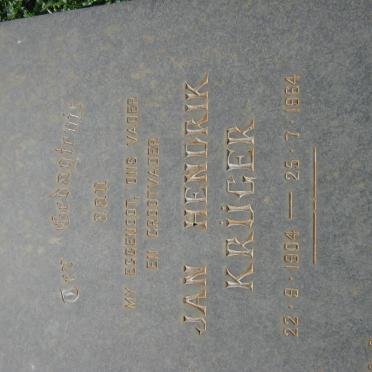 Ter Gedagtenis
van
MY EGGENOOT, ONS VADER
EN GROOTVADER
JAN HENDRIK
KRÜGER
22 · 9 · 1904 — 25 · 7 · 1964